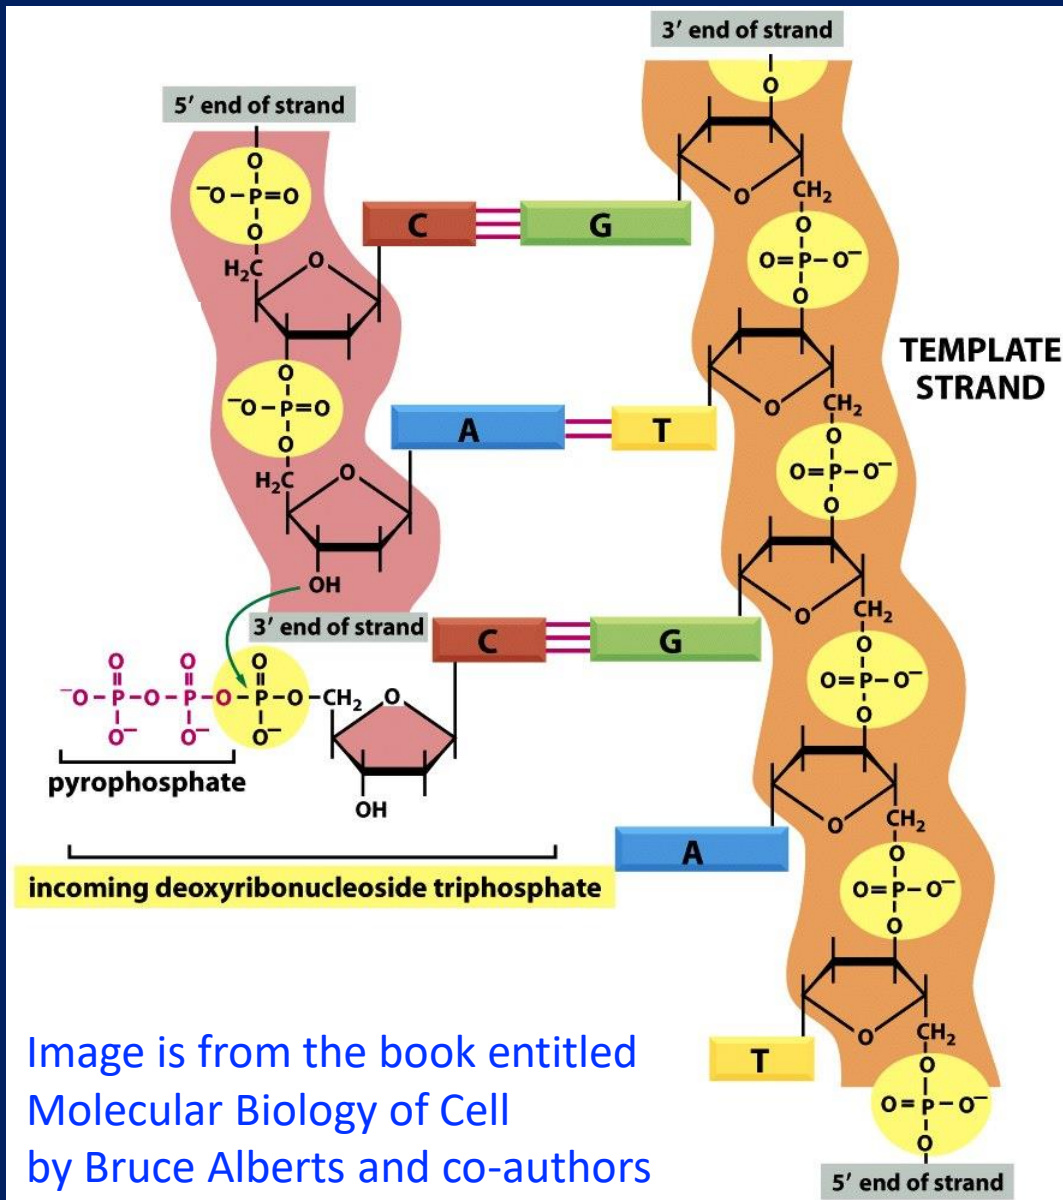 3′ end of strand
O
5′ end of strand
O
⁻O–P=O
O
H₂C
O
C
G
O
CH₂
O
O=P–O⁻
O
O
⁻O–P=O
O
H₂C
O
A
T
O
CH₂
O
O=P–O⁻
O
TEMPLATE
STRAND
OH
3′ end of strand
C
G
O
CH₂
O
O=P–O⁻
O
O O O
⁻O–P–O–P–O–P–O–CH₂
O⁻ O⁻ O⁻
O
OH
pyrophosphate
incoming deoxyribonucleoside triphosphate
A
O
CH₂
O
O=P–O⁻
O
T
O
CH₂
O
O=P–O⁻
O
5′ end of strand
Image is from the book entitled
Molecular Biology of Cell
by Bruce Alberts and co-authors